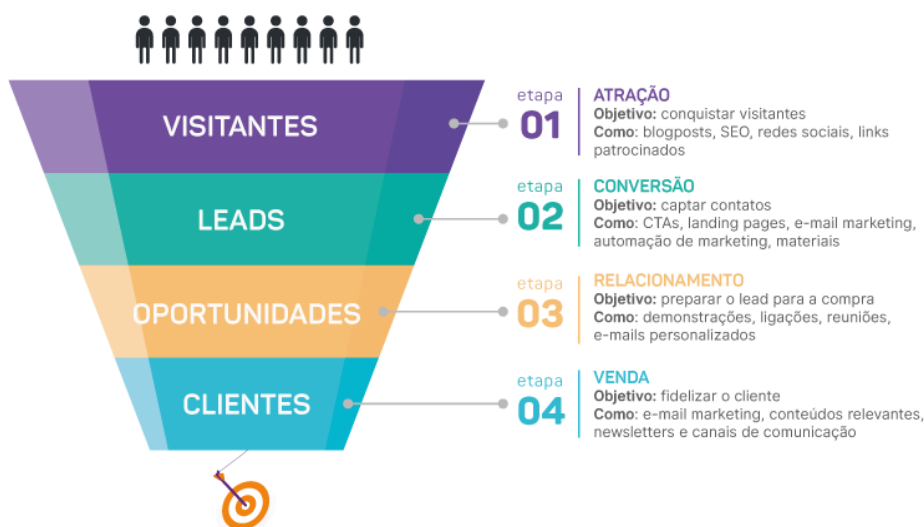 VISITANTES
etapa
01
ATRAÇÃO
Objetivo: conquistar visitantes
Como: blogposts, SEO, redes sociais, links
patrocinados
LEADS
etapa
02
CONVERSÃO
Objetivo: captar contatos
Como: CTAs, landing pages, e-mail marketing,
automação de marketing, materiais
OPORTUNIDADES
etapa
03
RELACIONAMENTO
Objetivo: preparar o lead para a compra
Como: demonstrações, ligações, reuniões,
e-mails personalizados
CLIENTES
etapa
04
VENDA
Objetivo: fidelizar o cliente
Como: e-mail marketing, conteúdos relevantes,
newsletters e canais de comunicação